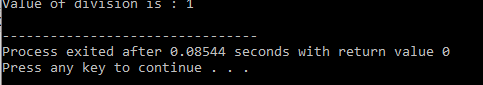 Value of division is : 1
--------------------------------
Process exited after 0.08544 seconds with return value 0
Press any key to continue . . .